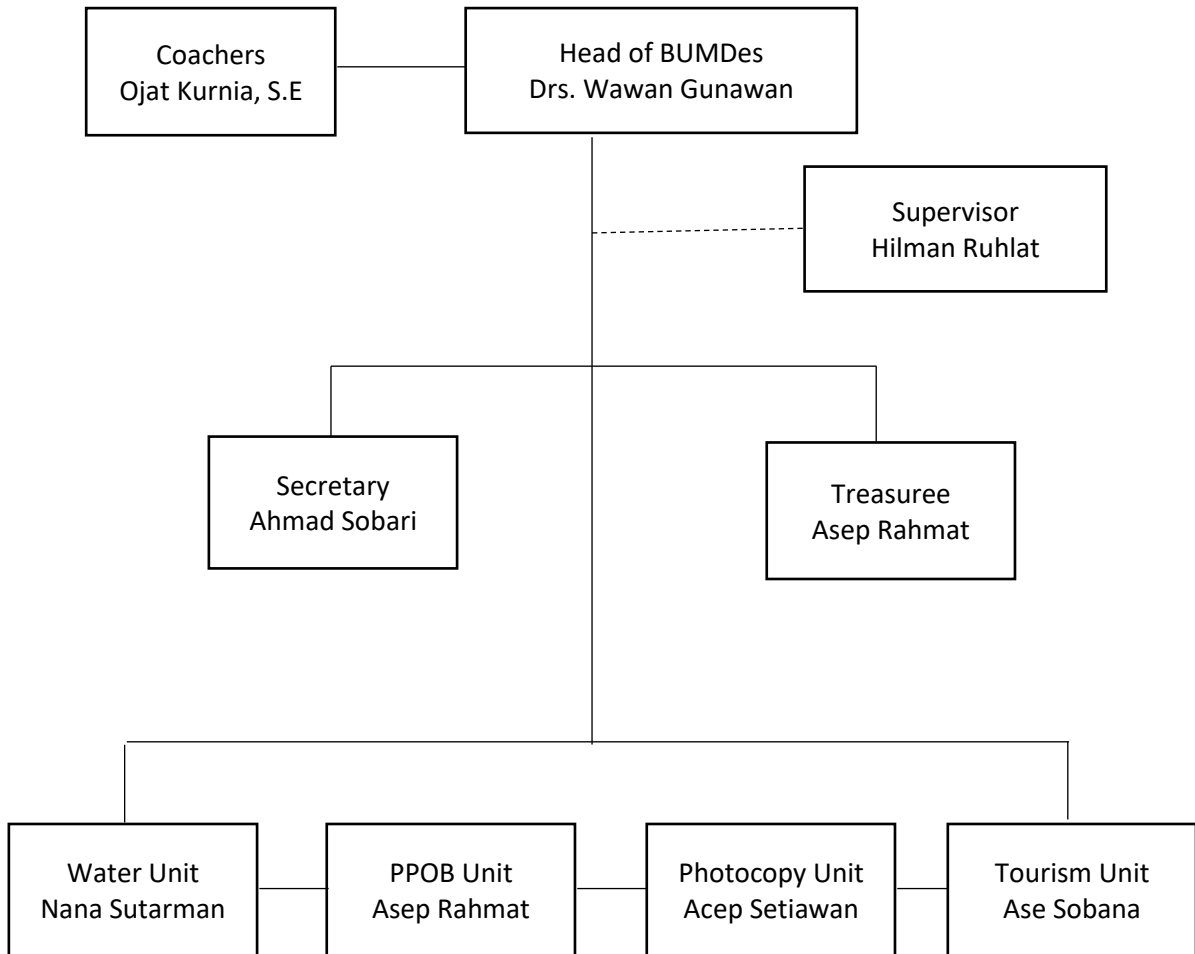 Coachers
Ojat Kurnia, S.E
Head of BUMDes
Drs. Wawan Gunawan
Supervisor
Hilman Ruhlat
Secretary
Ahmad Sobari
Treasuree
Asep Rahmat
Water Unit
Nana Sutarman
PPOB Unit
Asep Rahmat
Photocopy Unit
Acep Setiawan
Tourism Unit
Ase Sobana